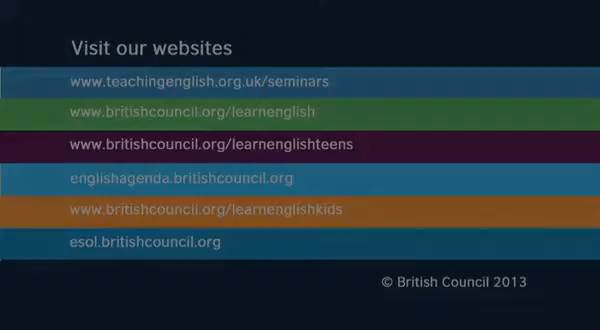 Visit our websites
www.teachingenglish.org.uk/seminars
www.britishcouncil.org/learnenglish
www.britishcouncil.org/learnenglishteens
englishagenda.britishcouncil.org
www.britishcouncil.org/learnenglishkids
esol.britishcouncil.org
© British Council 2013